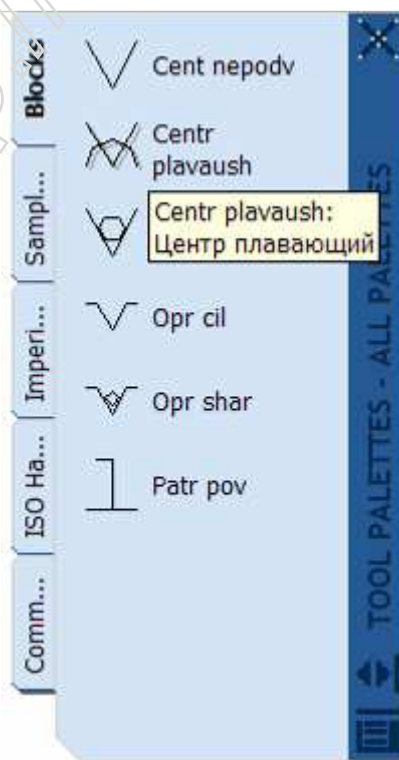 Blocks
Sampl...
Imperi...
ISO Ha...
Comm...
Cent nepodv
Centr
plavaush
Centr plavaush:
Центр плавающий
Opr cil
Opr shar
Patr pov
TOOL PALETTES - ALL PALETTES